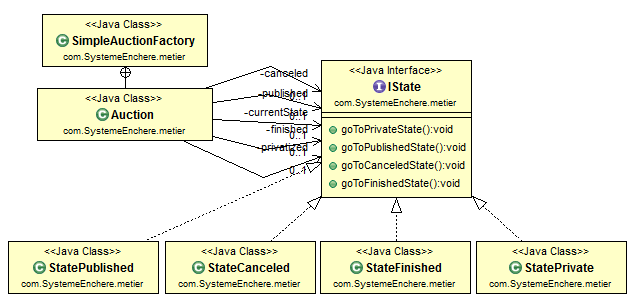 <<Java Class>>
SimpleAuctionFactory
com.SystemeEnchere.metier
<<Java Class>>
Auction
com.SystemeEnchere.metier
-canceled
0..1
-published
0..1
-currentState
0..1
-finished
0..1
-privatized
0..1
<<Java Interface>>
IState
com.SystemeEnchere.metier
goToPrivateState():void
goToPublishedState():void
goToCanceledState():void
goToFinishedState():void
<<Java Class>>
StatePublished
com.SystemeEnchere.metier
<<Java Class>>
StateCanceled
com.SystemeEnchere.metier
<<Java Class>>
StateFinished
com.SystemeEnchere.metier
<<Java Class>>
StatePrivate
com.SystemeEnchere.metier